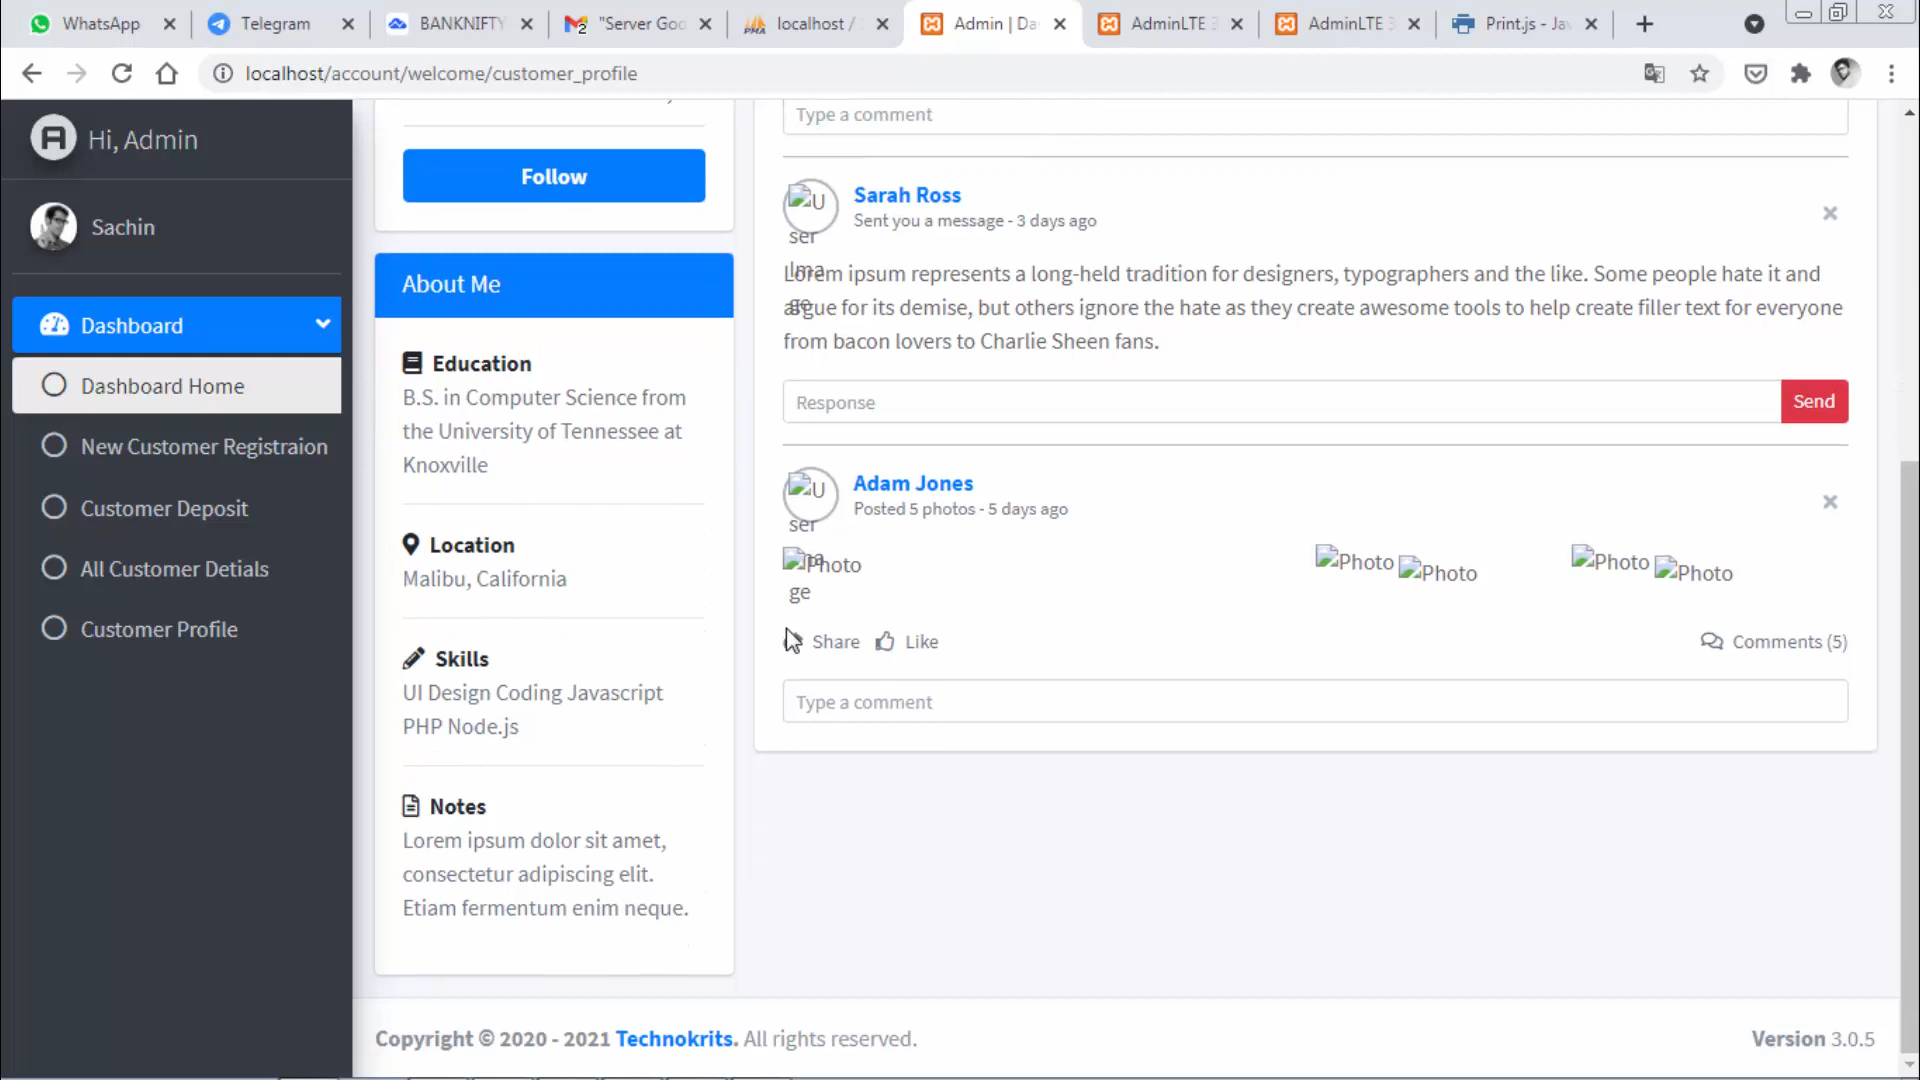 WhatsApp
Telegram
BANKNIFTY
"Server Goo
localhost /
Admin | Da
AdminLTE 3
AdminLTE 3
Print.js - Jav
localhost/account/welcome/customer_profile
Hi, Admin
Sachin
Dashboard
Dashboard Home
New Customer Registraion
Customer Deposit
All Customer Detials
Customer Profile
Follow
About Me
Education
B.S. in Computer Science from
the University of Tennessee at
Knoxville
Location
Malibu, California
Skills
UI Design Coding Javascript
PHP Node.js
Notes
Lorem ipsum dolor sit amet,
consectetur adipiscing elit.
Etiam fermentum enim neque.
Type a comment
Sarah Ross
Sent you a message - 3 days ago
U
ser
Ima
ge
Lorem ipsum represents a long-held tradition for designers, typographers and the like. Some people hate it and
argue for its demise, but others ignore the hate as they create awesome tools to help create filler text for everyone
from bacon lovers to Charlie Sheen fans.
Response
Send
Adam Jones
Posted 5 photos - 5 days ago
U
ser
Ima
ge
Photo
Photo
Photo
Photo
Photo
Share
Like
Comments (5)
Type a comment
Copyright © 2020 - 2021 Technokrits. All rights reserved.
Version 3.0.5